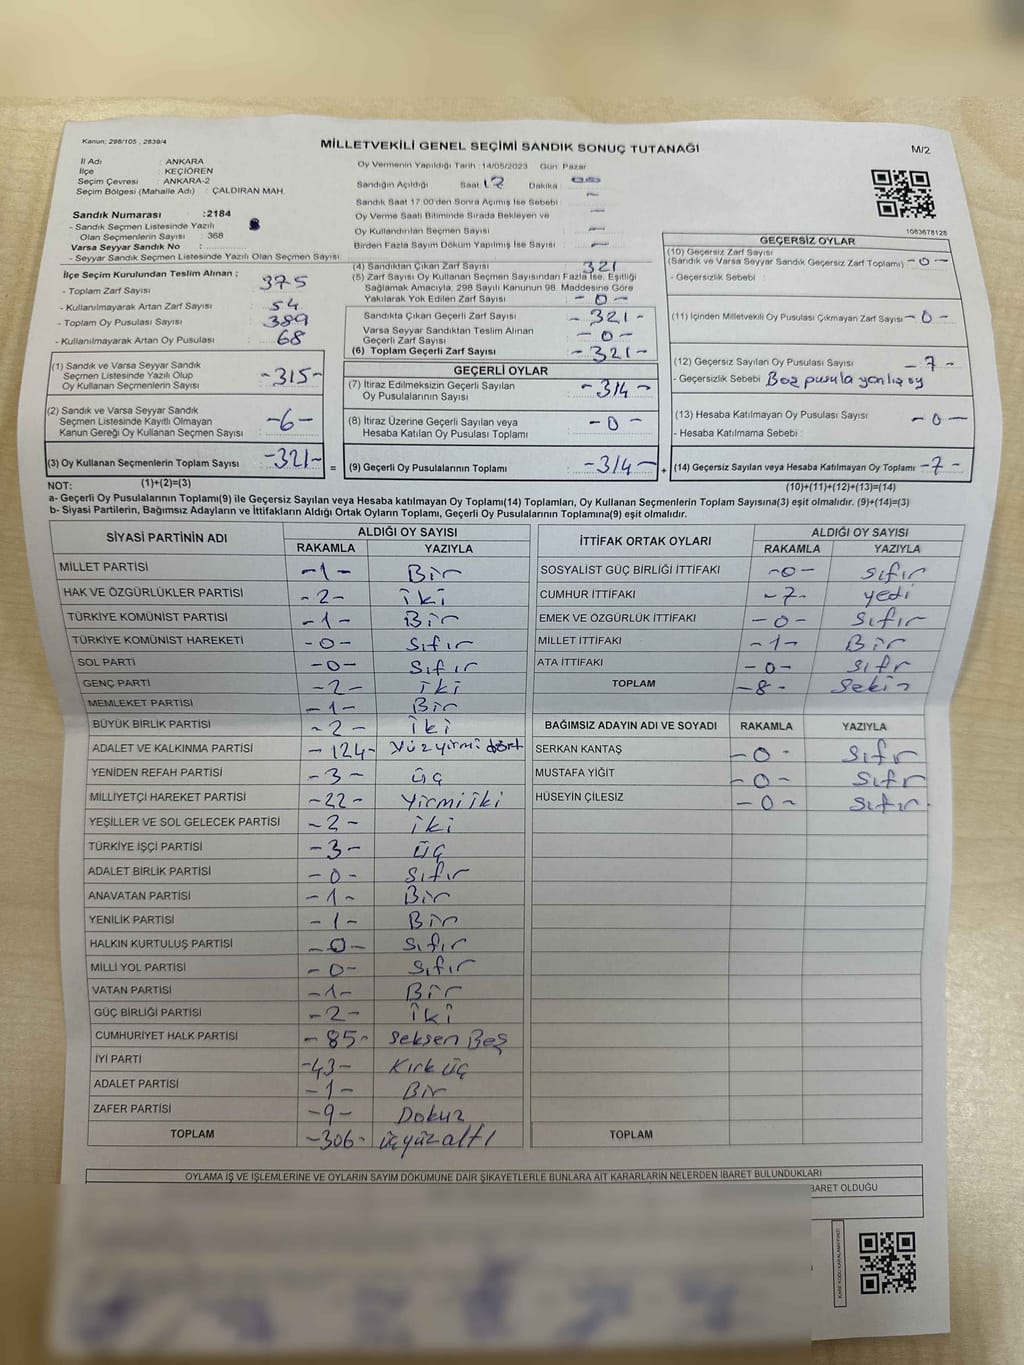 Kanun: 298/105 , 2839/4
MİLLETVEKİLİ GENEL SEÇİMİ SANDIK SONUÇ TUTANAĞI
M/2
İl Adı : ANKARA
İlçe : KEÇİÖREN
Seçim Çevresi : ANKARA-2
Seçim Bölgesi (Mahalle Adı) : ÇALDIRAN MAH.
Sandık Numarası :2184
- Sandık Seçmen Listesinde Yazılı
Olan Seçmenlerin Sayısı : 368
Varsa Seyyar Sandık No :
- Seyyar Sandık Seçmen Listesinde Yazılı Olan Seçmen Sayısı:
Oy Vermenin Yapıldığı Tarih : 14/05/2023 Gün: Pazar
Sandığın Açıldığı Saat 17 Dakika : 00
Sandık Saat 17.00'den Sonra Açımış İse Sebebi : -
Oy Verme Saati Bitiminde Sırada Bekleyen ve
Oy Kullandırılan Seçmen Sayısı : -
Birden Fazla Sayım Döküm Yapılmış İse Sayısı : -
1083678128
İlçe Seçim Kurulundan Teslim Alınan ;
- Toplam Zarf Sayısı : 375
- Kullanılmayarak Artan Zarf Sayısı : 54
- Toplam Oy Pusulası Sayısı : 389
- Kullanılmayarak Artan Oy Pusulası : 68
(1) Sandık ve Varsa Seyyar Sandık
Seçmen Listesinde Yazılı Olup
Oy Kullanan Seçmenlerin Sayısı -315-
(2) Sandık ve Varsa Seyyar Sandık
Seçmen Listesinde Kayıtlı Olmayan
Kanun Gereği Oy Kullanan Seçmen Sayısı -6-
(3) Oy Kullanan Seçmenlerin Toplam Sayısı -321- =
(1)+(2)=(3)
(4) Sandıktan Çıkan Zarf Sayısı : 321
(5) Zarf Sayısı Oy Kullanan Seçmen Sayısından Fazla İse, Eşitliği
Sağlamak Amacıyla, 298 Sayılı Kanunun 98. Maddesine Göre
Yakılarak Yok Edilen Zarf Sayısı : -0-
Sandıkta Çıkan Geçerli Zarf Sayısı : -321-
Varsa Seyyar Sandıktan Teslim Alınan
Geçerli Zarf Sayısı : -0-
(6) Toplam Geçerli Zarf Sayısı : -321-
GEÇERLİ OYLAR
(7) İtiraz Edilmeksizin Geçerli Sayılan
Oy Pusulalarının Sayısı : -314-
(8) İtiraz Üzerine Geçerli Sayılan veya
Hesaba Katılan Oy Pusulası Toplamı : -0-
(9) Geçerli Oy Pusulalarının Toplamı : -314- +
GEÇERSİZ OYLAR
(10) Geçersiz Zarf Sayısı
(Sandık ve Varsa Seyyar Sandık Geçersiz Zarf Toplamı) -0-
- Geçersizlik Sebebi :
(11) İçinden Milletvekili Oy Pusulası Çıkmayan Zarf Sayısı -0-
(12) Geçersiz Sayılan Oy Pusulası Sayısı -7-
- Geçersizlik Sebebi Boş pusula yanlış oy
(13) Hesaba Katılmayan Oy Pusulası Sayısı -0-
- Hesaba Katılmama Sebebi :
(14) Geçersiz Sayılan veya Hesaba Katılmayan Oy Toplamı -7-
(10)+(11)+(12)+(13)=(14)
NOT:
a- Geçerli Oy Pusulalarının Toplamı(9) ile Geçersiz Sayılan veya Hesaba katılmayan Oy Toplamı(14) Toplamları, Oy Kullanan Seçmenlerin Toplam Sayısına(3) eşit olmalıdır. (9)+(14)=(3)
b- Siyasi Partilerin, Bağımsız Adayların ve İttifakların Aldığı Ortak Oyların Toplamı, Geçerli Oy Pusulalarının Toplamına(9) eşit olmalıdır.
SİYASİ PARTİNİN ADI ALDIĞI OY SAYISI
RAKAMLA YAZIYLA
MİLLET PARTİSİ -1- Bir
HAK VE ÖZGÜRLÜKLER PARTİSİ -2- iki
TÜRKİYE KOMÜNİST PARTİSİ -1- Bir
TÜRKİYE KOMÜNİST HAREKETİ -0- Sıfır
SOL PARTİ -0- Sıfır
GENÇ PARTİ -2- iki
MEMLEKET PARTİSİ -1- Bir
BÜYÜK BİRLİK PARTİSİ -2- iki
ADALET VE KALKINMA PARTİSİ -124- Yüzyirmi dört
YENİDEN REFAH PARTİSİ -3- üç
MİLLİYETÇİ HAREKET PARTİSİ -22- Yirmi iki
YEŞİLLER VE SOL GELECEK PARTİSİ -2- iki
TÜRKİYE İŞÇİ PARTİSİ -3- üç
ADALET BİRLİK PARTİSİ -0- Sıfır
ANAVATAN PARTİSİ -1- Bir
YENİLİK PARTİSİ -1- Bir
HALKIN KURTULUŞ PARTİSİ -0- Sıfır
MİLLİ YOL PARTİSİ -0- Sıfır
VATAN PARTİSİ -1- Bir
GÜÇ BİRLİĞİ PARTİSİ -2- iki
CUMHURİYET HALK PARTİSİ -85- Seksen Beş
İYİ PARTİ -43- Kırk üç
ADALET PARTİSİ -1- Bir
ZAFER PARTİSİ -9- Dokuz
TOPLAM -306- üçyüzaltı
İTTİFAK ORTAK OYLARI ALDIĞI OY SAYISI
RAKAMLA YAZIYLA
SOSYALİST GÜÇ BİRLİĞİ İTTİFAKI -0- sıfır
CUMHUR İTTİFAKI -7- yedi
EMEK VE ÖZGÜRLÜK İTTİFAKI -0- Sıfır
MİLLET İTTİFAKI -1- Bir
ATA İTTİFAKI -0- sıfr
TOPLAM -8- Sekiz
BAĞIMSIZ ADAYIN ADI VE SOYADI RAKAMLA YAZIYLA
SERKAN KANTAŞ -0- Sıfr
MUSTAFA YİĞİT -0- Sıfr
HÜSEYİN ÇİLESİZ -0- Sıfır
TOPLAM
OYLAMA İŞ VE İŞLEMLERİNE VE OYLARIN SAYIM DÖKÜMÜNE DAİR ŞİKAYETLERLE BUNLARA AİT KARARLARIN NELERDEN İBARET BULUNDUKLARI
BARET OLDUĞU